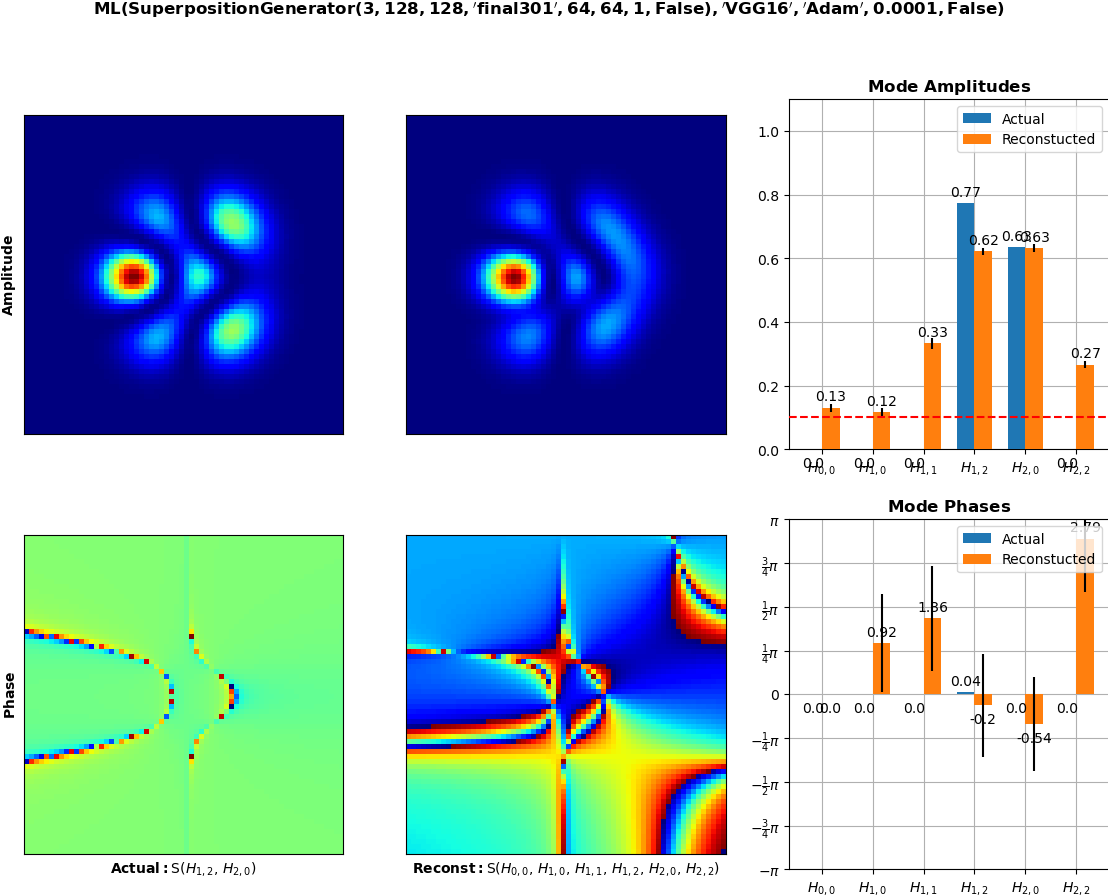 ML(SuperpositionGenerator(3, 128, 128, ′final301′, 64, 64, 1, False), ′VGG16′, ′Adam′, 0.0001, False)
Amplitude
Mode Amplitudes
Actual
Reconstucted
1.0
0.8
0.6
0.4
0.2
0.0
0.0 0.13
0.0 0.12
0.0 0.33
0.77 0.62
0.63 0.63
0.0 0.27
H0,0 H1,0 H1,1 H1,2 H2,0 H2,2
Phase
Actual: S(H1,2, H2,0)
Reconst: S(H0,0, H1,0, H1,1, H1,2, H2,0, H2,2)
Mode Phases
Actual
Reconstucted
π
3/4π
1/2π
1/4π
0
−1/4π
−1/2π
−3/4π
−π
0.0 0.0
0.0 0.92
0.0 1.36
0.04 -0.2
0.0 -0.54
0.0 2.79
H0,0 H1,0 H1,1 H1,2 H2,0 H2,2